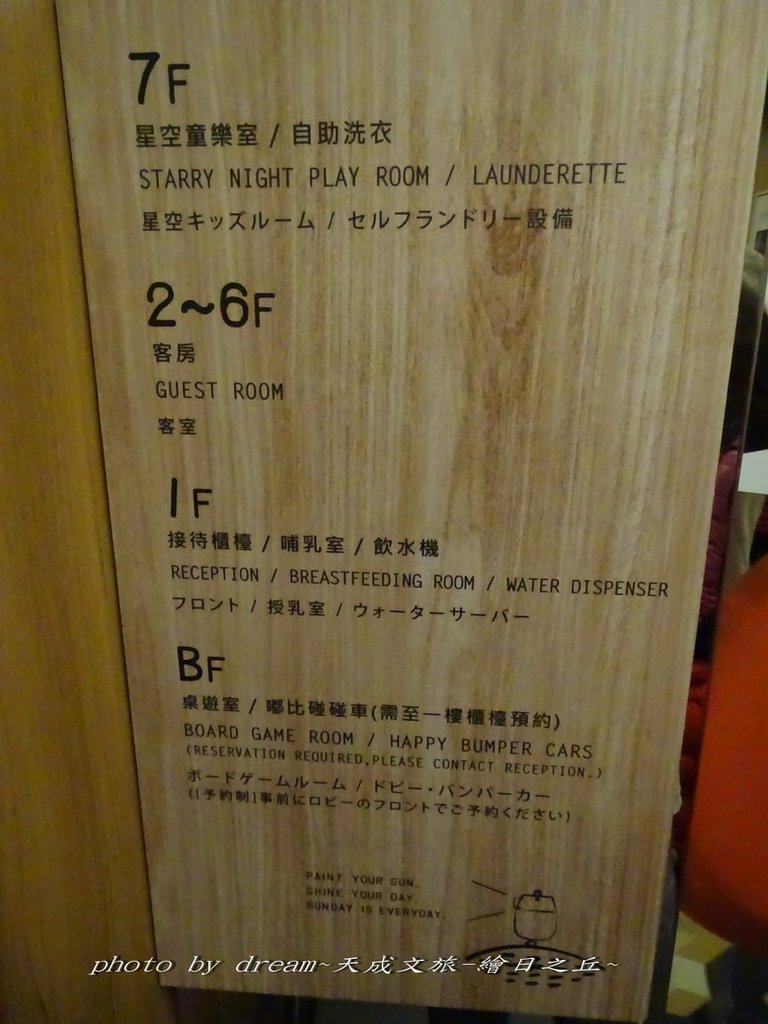 7F
星空童樂室 / 自助洗衣
STARRY NIGHT PLAY ROOM / LAUNDERETTE
星空キッズルーム / セルフランドリー設備
2~6F
客房
GUEST ROOM
客室
1F
接待櫃檯 / 哺乳室 / 飲水機
RECEPTION / BREASTFEEDING ROOM / WATER DISPENSER
フロント / 授乳室 / ウォーターサーバー
BF
桌遊室 / 嘟比碰碰車(需至一樓櫃檯預約)
BOARD GAME ROOM / HAPPY BUMPER CARS
(RESERVATION REQUIRED,PLEASE CONTACT RECEPTION.)
ボードゲームルーム / ドビー・バンパーカー
([予約制]事前にロビーのフロントでご予約ください)
PAINT YOUR SUN.
SHINE YOUR DAY.
SUNDAY IS EVERYDAY.
photo by dream~天成文旅-繪日之丘~